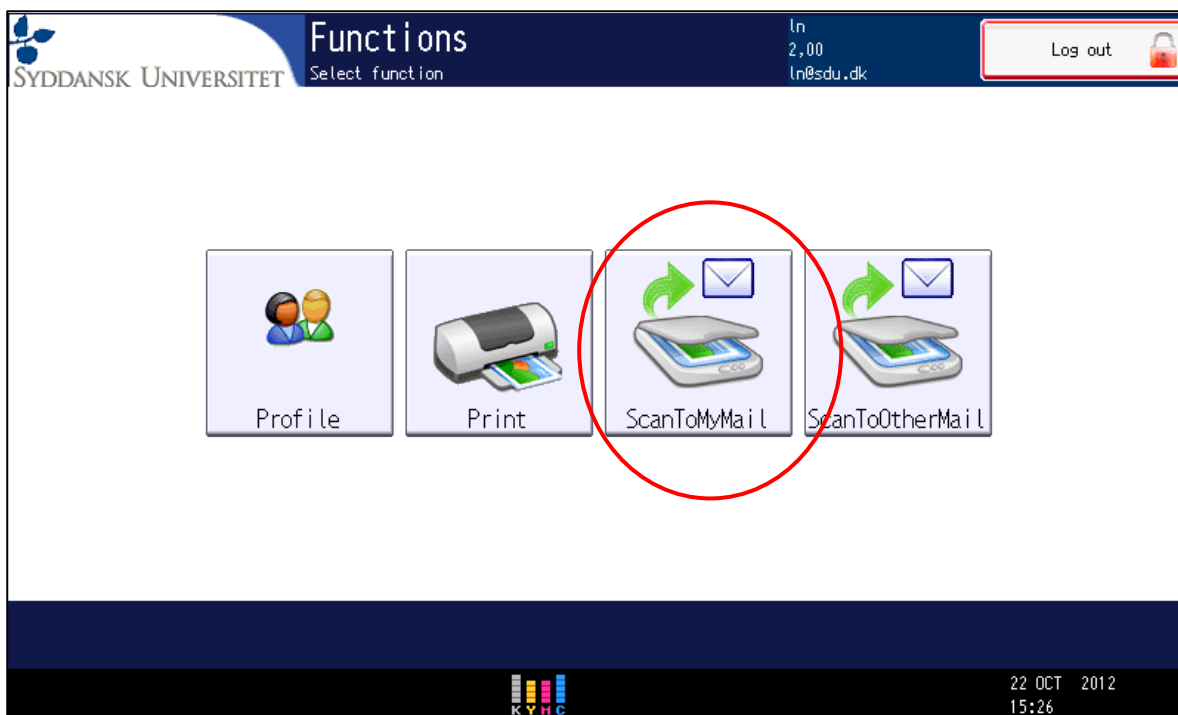 Functions
Select function
SYDDANSK UNIVERSITET
ln
2,00
ln@sdu.dk
Log out
Profile
Print
ScanToMyMail
ScanToOtherMail
K Y M C
22 OCT 2012
15:26